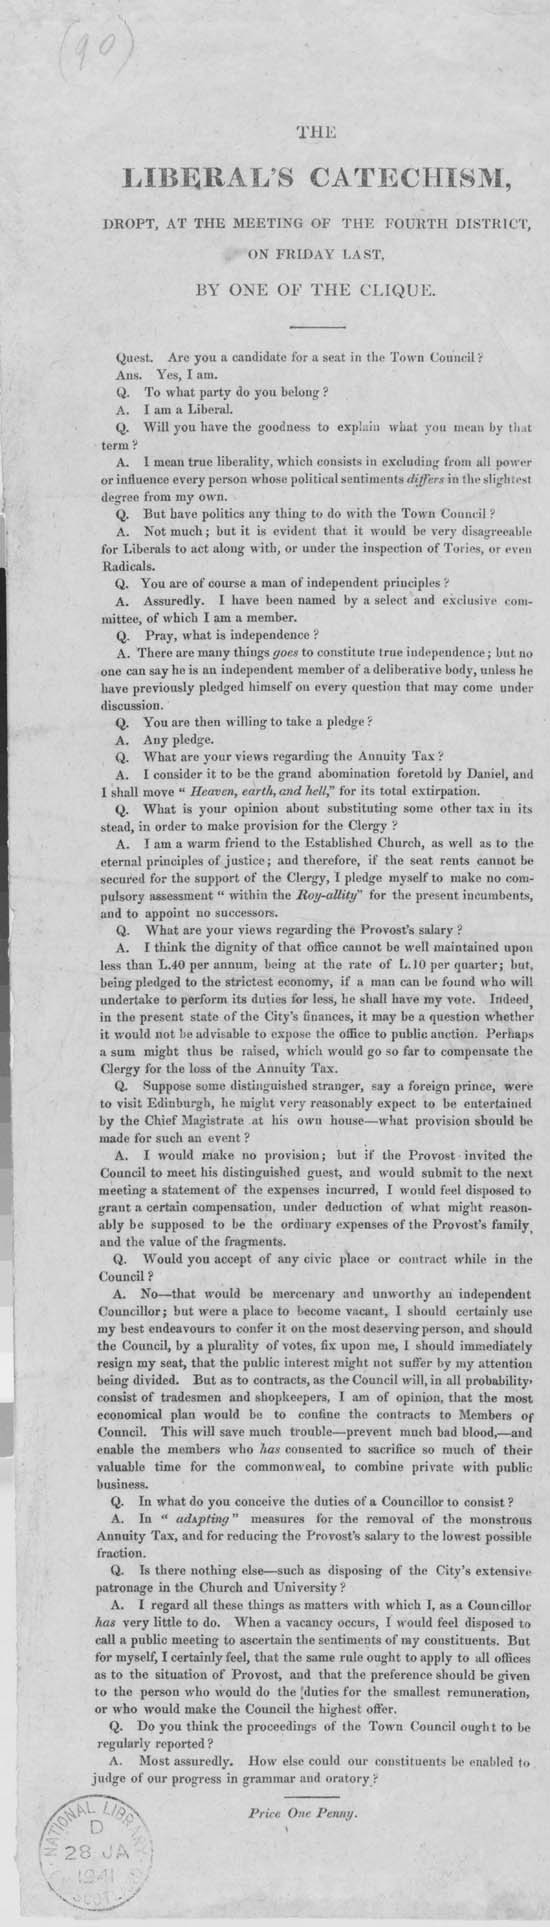 (90)
THE
LIBERAL'S CATECHISM,
DROPT, AT THE MEETING OF THE FOURTH DISTRICT,
ON FRIDAY LAST,
BY ONE OF THE CLIQUE.
Quest. Are you a candidate for a seat in the Town Council?
Ans. Yes, I am.
Q. To what party do you belong?
A. I am a Liberal.
Q. Will you have the goodness to explain what you mean by that
term?
A. I mean true liberality, which consists in excluding from all power
or influence every person whose political sentiments differs in the slightest
degree from my own.
Q. But have politics any thing to do with the Town Council?
A. Not much; but it is evident that it would be very disagreeable
for Liberals to act along with, or under the inspection of Tories, or even
Radicals.
Q. You are of course a man of independent principles?
A. Assuredly. I have been named by a select and exclusive com-
mittee, of which I am a member.
Q. Pray, what is independence?
A. There are many things goes to constitute true independence; but no
one can say he is an independent member of a deliberative body, unless he
have previously pledged himself on every question that may come under
discussion.
Q. You are then willing to take a pledge?
A. Any pledge.
Q. What are your views regarding the Annuity Tax?
A. I consider it to be the grand abomination foretold by Daniel, and
I shall move "Heaven, earth, and hell," for its total extirpation.
Q. What is your opinion about substituting some other tax in its
stead, in order to make provision for the Clergy?
A. I am a warm friend to the Established Church, as well as to the
eternal principles of justice; and therefore, if the seat rents cannot be
secured for the support of the Clergy, I pledge myself to make no com-
pulsory assessment "within the Roy-allity" for the present incumbents,
and to appoint no successors.
Q. What are your views regarding the Provost's salary?
A. I think the dignity of that office cannot be well maintained upon
less than L.40 per annum, being at the rate of L.10 per quarter; but,
being pledged to the strictest economy, if a man can be found who will
undertake to perform its duties for less, he shall have my vote. Indeed,
in the present state of the City's finances, it may be a question whether
it would not be advisable to expose the office to public auction. Perhaps
a sum might thus be raised, which would go so far to compensate the
Clergy for the loss of the Annuity Tax.
Q. Suppose some distinguished stranger, say a foreign prince, were
to visit Edinburgh, he might very reasonably expect to be entertained
by the Chief Magistrate at his own house—what provision should be
made for such an event?
A. I would make no provision; but if the Provost invited the
Council to meet his distinguished guest, and would submit to the next
meeting a statement of the expenses incurred, I would feel disposed to
grant a certain compensation, under deduction of what might reason-
ably be supposed to be the ordinary expenses of the Provost's family,
and the value of the fragments.
Q. Would you accept of any civic place or contract while in the
Council?
A. No—that would be mercenary and unworthy an independent
Councillor; but were a place to become vacant, I should certainly use
my best endeavours to confer it on the most deserving person, and should
the Council, by a plurality of votes, fix upon me, I should immediately
resign my seat, that the public interest might not suffer by my attention
being divided. But as to contracts, as the Council will, in all probability,
consist of tradesmen and shopkeepers, I am of opinion, that the most
economical plan would be to confine the contracts to Members of
Council. This will save much trouble—prevent much bad blood,—and
enable the members who has consented to sacrifice so much of their
valuable time for the commonweal, to combine private with public
business.
Q. In what do you conceive the duties of a Councillor to consist?
A. In "adapting" measures for the removal of the monstrous
Annuity Tax, and for reducing the Provost's salary to the lowest possible
fraction.
Q. Is there nothing else—such as disposing of the City's extensive
patronage in the Church and University?
A. I regard all these things as matters with which I, as a Councillor
has very little to do. When a vacancy occurs, I would feel disposed to
call a public meeting to ascertain the sentiments of my constituents. But
for myself, I certainly feel, that the same rule ought to apply to all offices
as to the situation of Provost, and that the preference should be given
to the person who would do the duties for the smallest remuneration,
or who would make the Council the highest offer.
Q. Do you think the proceedings of the Town Council ought to be
regularly reported?
A. Most assuredly. How else could our constituents be enabled to
judge of our progress in grammar and oratory?
Price One Penny.
NATIONAL LIBRARY
D
28 JA
1941